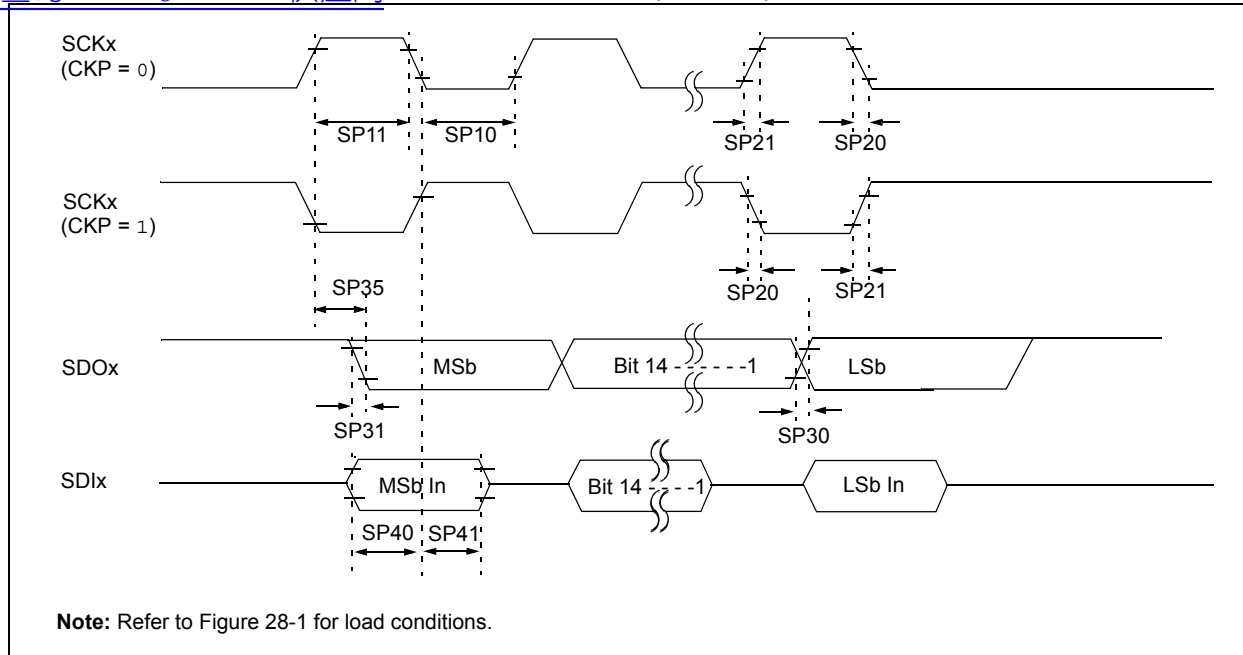 SCKx
(CKP = 0)
SP11
SP10
SP21
SP20
SCKx
(CKP = 1)
SP35
SP20
SP21
SDOx
MSb
Bit 14 - - - - - -1
LSb
SP31
SP30
SDIx
MSb In
Bit 14 - - - -1
LSb In
SP40
SP41
Note: Refer to Figure 28-1 for load conditions.